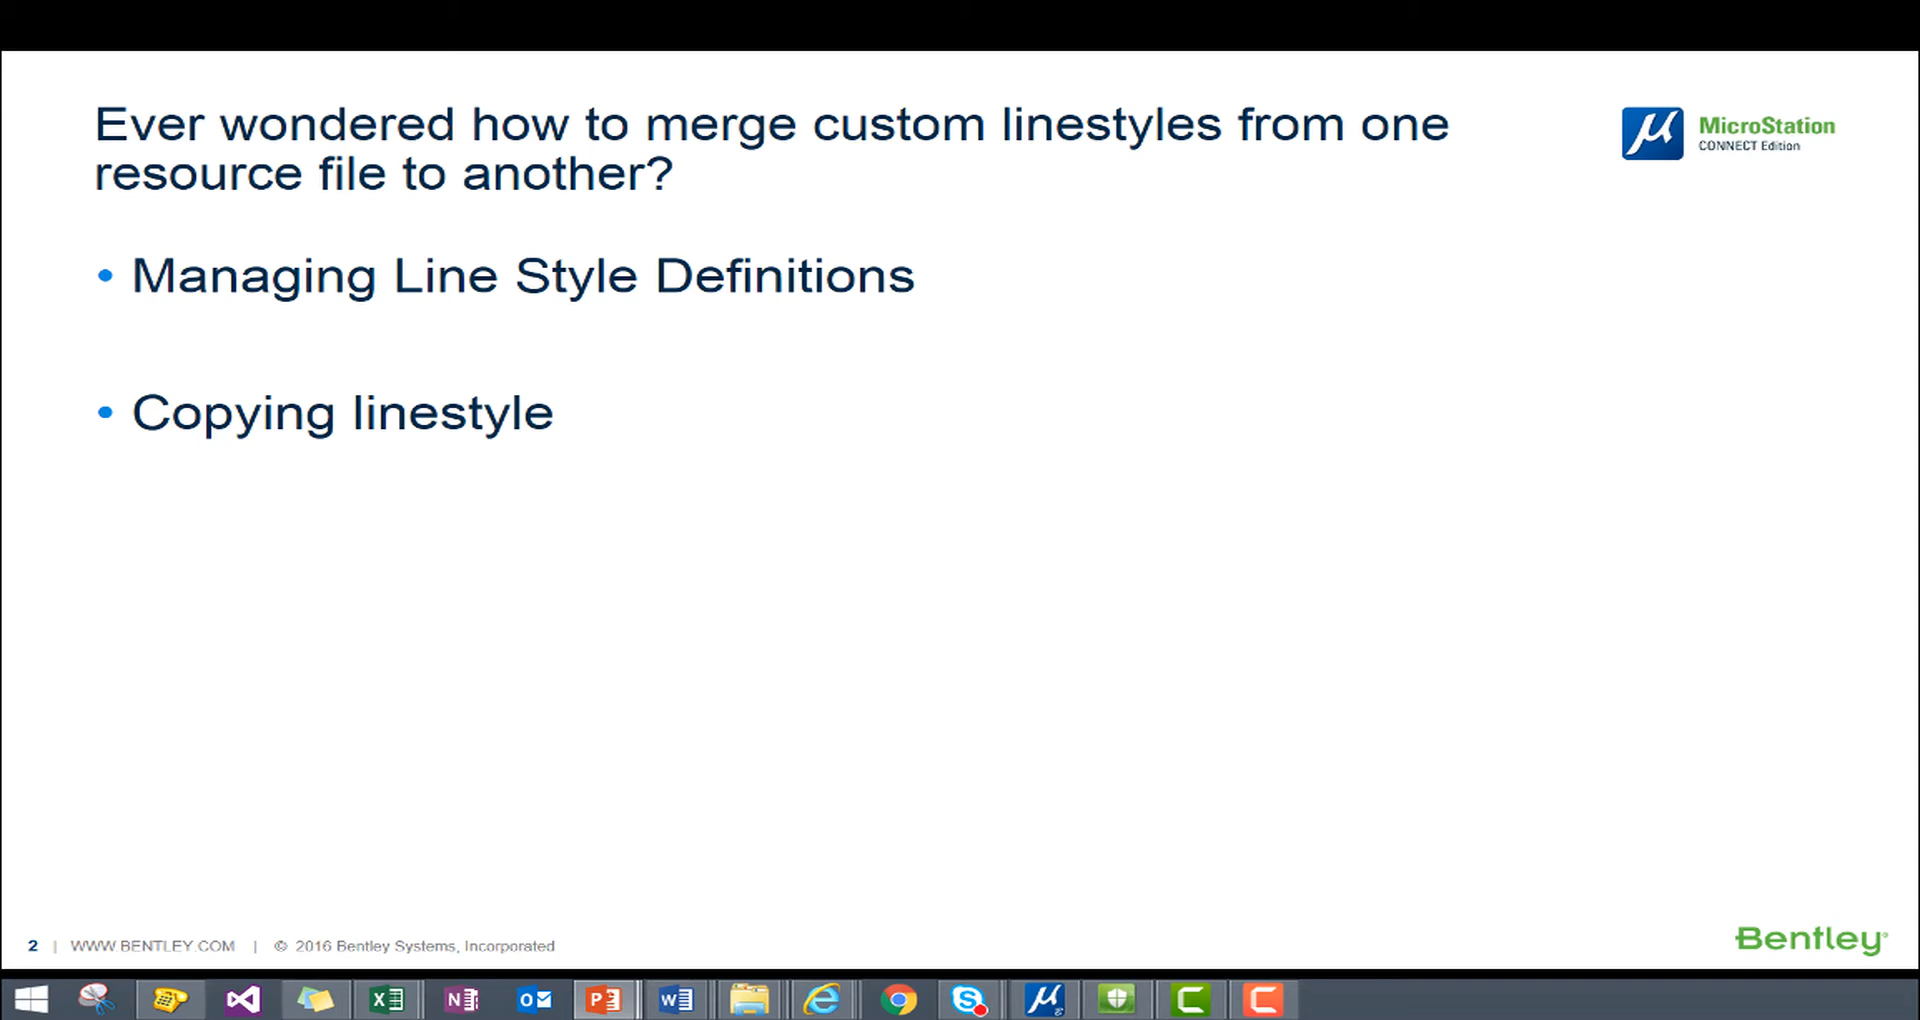 Ever wondered how to merge custom linestyles from one
resource file to another?
MicroStation
CONNECT Edition
• Managing Line Style Definitions
• Copying linestyle
2 | WWW.BENTLEY.COM | © 2016 Bentley Systems, Incorporated
Bentley®